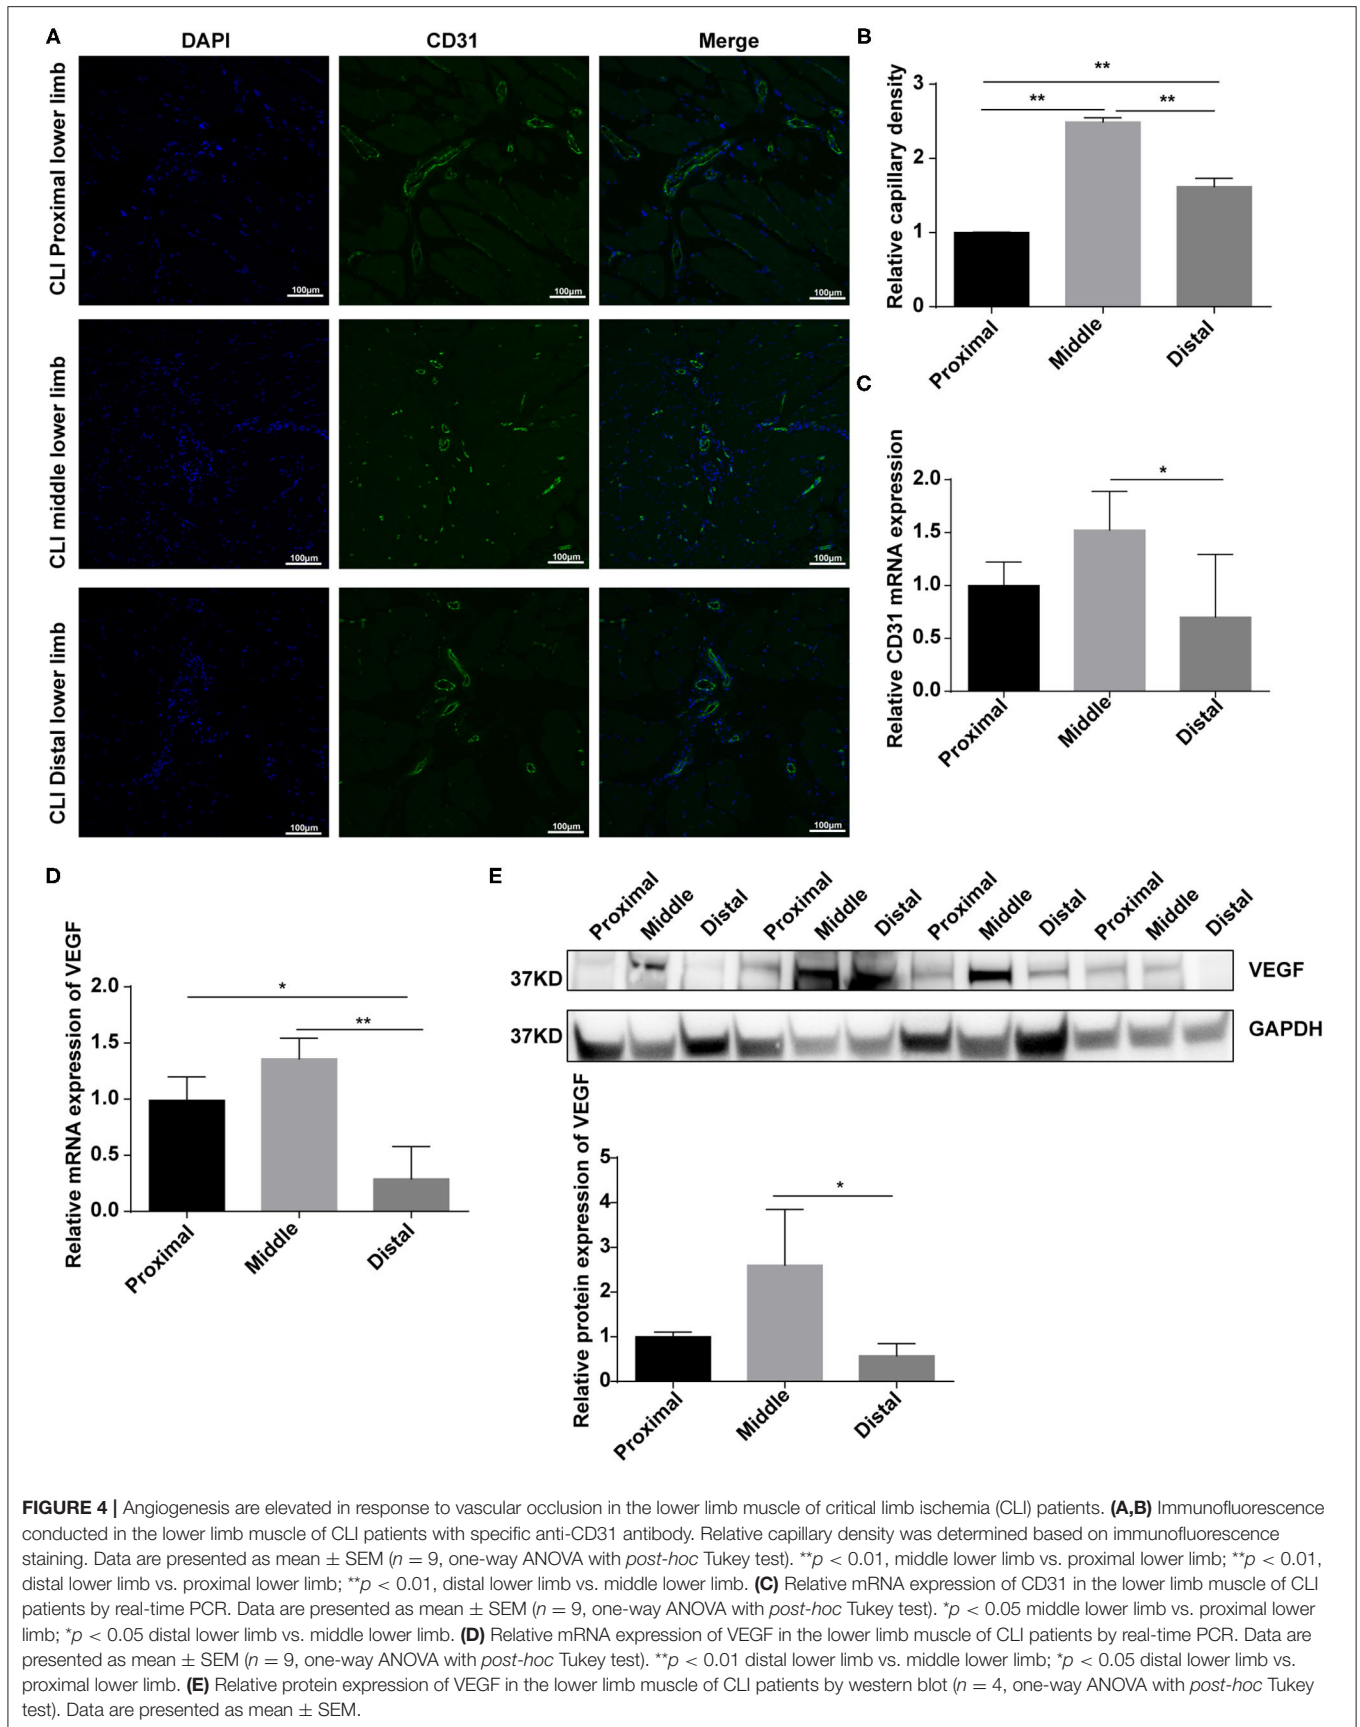 A
DAPI
CD31
Merge
CLI Proximal lower limb
100µm
100µm
100µm
CLI middle lower limb
100µm
100µm
100µm
CLI Distal lower limb
100µm
100µm
100µm
B
Relative capillary density
3
2
1
0
**
**
**
Proximal
Middle
Distal
C
Relative CD31 mRNA expression
2.0
1.5
1.0
0.5
0.0
*
Proximal
Middle
Distal
D
Relative mRNA expression of VEGF
2.0
1.5
1.0
0.5
0.0
*
**
Proximal
Middle
Distal
E
Proximal Middle Distal Proximal Middle Distal Proximal Middle Distal Proximal Middle Distal
37KD VEGF
37KD GAPDH
Relative protein expression of VEGF
5
4
3
2
1
0
*
Proximal
Middle
Distal
FIGURE 4 | Angiogenesis are elevated in response to vascular occlusion in the lower limb muscle of critical limb ischemia (CLI) patients. (A,B) Immunofluorescence
conducted in the lower limb muscle of CLI patients with specific anti-CD31 antibody. Relative capillary density was determined based on immunofluorescence
staining. Data are presented as mean ± SEM (n = 9, one-way ANOVA with post-hoc Tukey test). **p < 0.01, middle lower limb vs. proximal lower limb; **p < 0.01,
distal lower limb vs. proximal lower limb; **p < 0.01, distal lower limb vs. middle lower limb. (C) Relative mRNA expression of CD31 in the lower limb muscle of CLI
patients by real-time PCR. Data are presented as mean ± SEM (n = 9, one-way ANOVA with post-hoc Tukey test). *p < 0.05 middle lower limb vs. proximal lower
limb; *p < 0.05 distal lower limb vs. middle lower limb. (D) Relative mRNA expression of VEGF in the lower limb muscle of CLI patients by real-time PCR. Data are
presented as mean ± SEM (n = 9, one-way ANOVA with post-hoc Tukey test). **p < 0.01 distal lower limb vs. middle lower limb; *p < 0.05 distal lower limb vs.
proximal lower limb. (E) Relative protein expression of VEGF in the lower limb muscle of CLI patients by western blot (n = 4, one-way ANOVA with post-hoc Tukey
test). Data are presented as mean ± SEM.